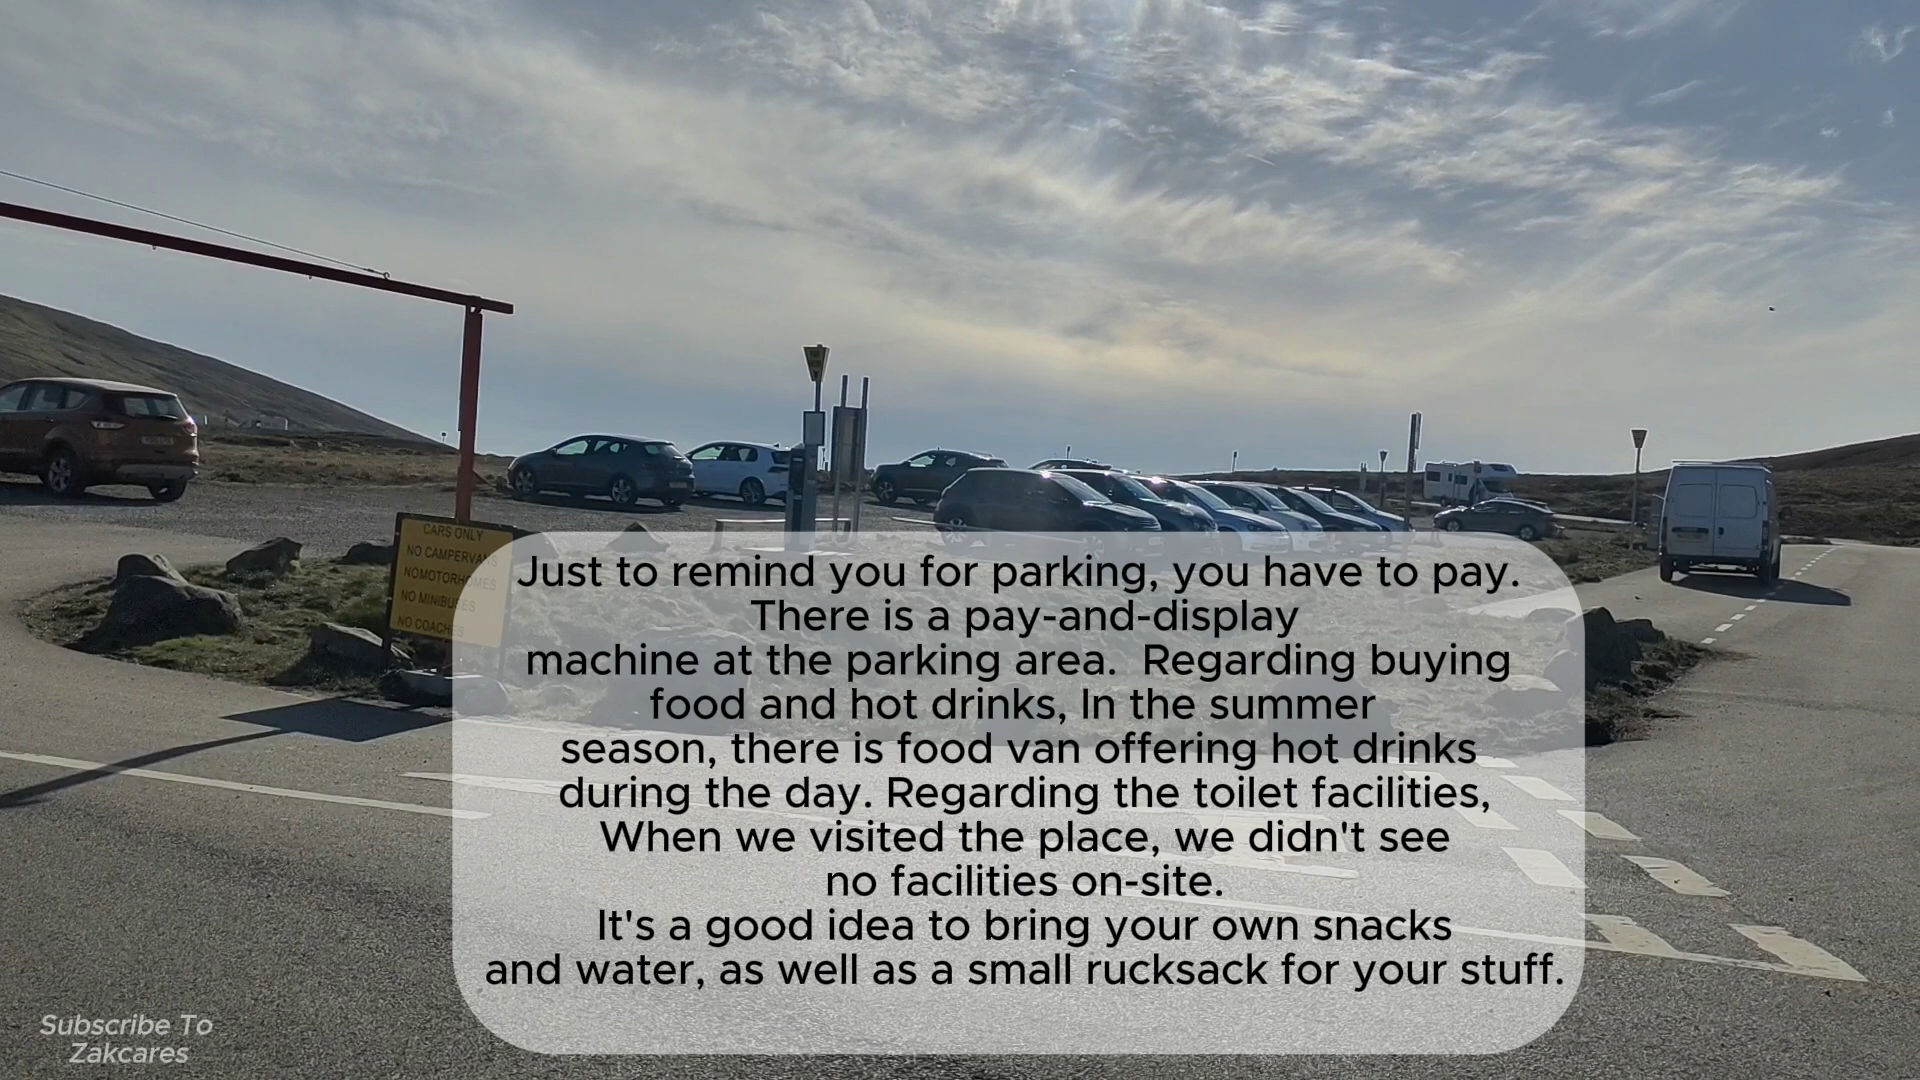 CARS ONLY
NO CAMPERVANS
NO MOTORHOMES
NO MINIBUSES
NO COACHES
Just to remind you for parking, you have to pay.
There is a pay-and-display
machine at the parking area.  Regarding buying
food and hot drinks, In the summer
season, there is food van offering hot drinks
during the day. Regarding the toilet facilities,
When we visited the place, we didn't see
no facilities on-site.
It's a good idea to bring your own snacks
and water, as well as a small rucksack for your stuff.
Subscribe To
Zakcares